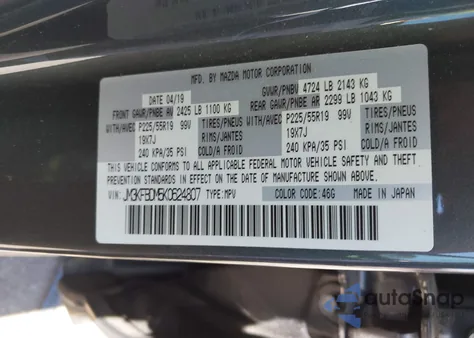 MFD. BY MAZDA MOTOR CORPORATION
DATE 04/19 GVWR/PNBV 4724 LB 2143 KG
FRONT GAWR/PNBE AV 2425 LB 1100 KG REAR GAWR/PNBE AR 2299 LB 1043 KG
WITH/AVEC P225/55R19 99V TIRES/PNEUS WITH/AVEC P225/55R19 99V TIRES/PNEUS
19X7J RIMS/JANTES 19X7J RIMS/JANTES
240 KPA/35 PSI COLD/A FROID 240 KPA/35 PSI COLD/A FROID
THIS VEHICLE CONFORMS TO ALL APPLICABLE FEDERAL MOTOR VEHICLE SAFETY AND THEFT PREVENTION
STANDARDS IN EFFECT ON THE DATE OF MANUFACTURE SHOWN ABOVE.
VIN: JM3KFBDM5K0624807 TYPE: MPV COLOR CODE: 46G MADE IN JAPAN
autoSnap